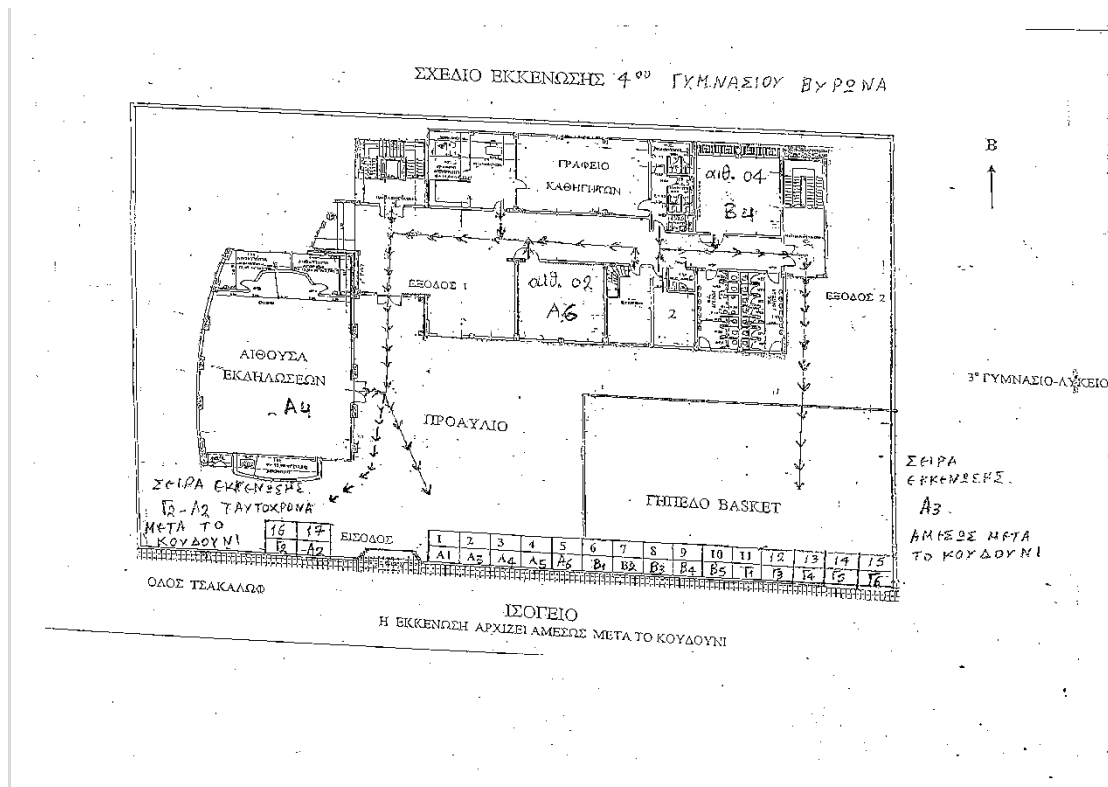 ΣΧΕΔΙΟ ΕΚΚΕΝΩΣΗΣ 4ου ΓΥΜΝΑΣΙΟΥ ΒΥΡΩΝΑ
Β
ΓΡΑΦΕΙΟ
ΚΑΘΗΓΗΤΩΝ
αιθ. 04
Β4
ΕΞΟΔΟΣ 1
αιθ. 02
Α6
2
ΕΞΟΔΟΣ 2
ΑΙΘΟΥΣΑ
ΕΚΔΗΛΩΣΕΩΝ
Α4
3ο ΓΥΜΝΑΣΙΟ-ΛΥΚΕΙΟ
ΠΡΟΑΥΛΙΟ
ΓΗΠΕΔΟ BASKET
ΣΕΙΡΑ
ΕΚΚΕΝΩΣΗΣ.
Α3.
ΑΜΕΣΩΣ ΜΕΤΑ
ΤΟ ΚΟΥΔΟΥΝΙ
ΣΕΙΡΑ ΕΚΚΕΝΩΣΗΣ.
Γ2-Α2 ΤΑΥΤΟΧΡΟΝΑ
ΜΕΤΑ ΤΟ
ΚΟΥΔΟΥΝΙ
16 17
Γ2 Α2
ΕΙΣΟΔΟΣ
1 2 3 4 5 6 7 8 9 10 11 12 13 14 15
Α1 Α3 Α4 Α5 Α6 Β1 Β2 Β3 Β4 Β5 Γ1 Γ3 Γ4 Γ5 Γ6
ΟΔΟΣ ΤΣΑΚΑΛΩΦ
ΙΣΟΓΕΙΟ
Η ΕΚΚΕΝΩΣΗ ΑΡΧΙΖΕΙ ΑΜΕΣΩΣ ΜΕΤΑ ΤΟ ΚΟΥΔΟΥΝΙ